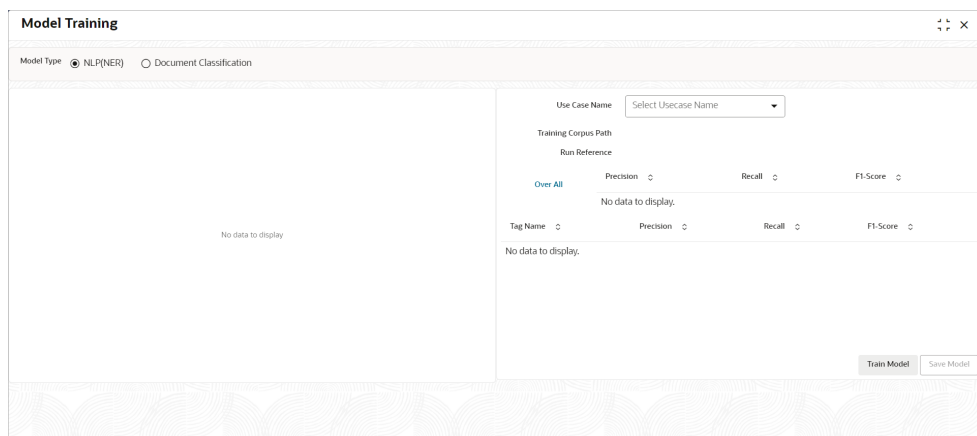 Model Training
Model Type NLP(NER) Document Classification
Use Case Name Select Usecase Name
Training Corpus Path
Run Reference
Over All Precision Recall F1-Score
No data to display.
Tag Name Precision Recall F1-Score
No data to display.
No data to display
Train Model Save Model